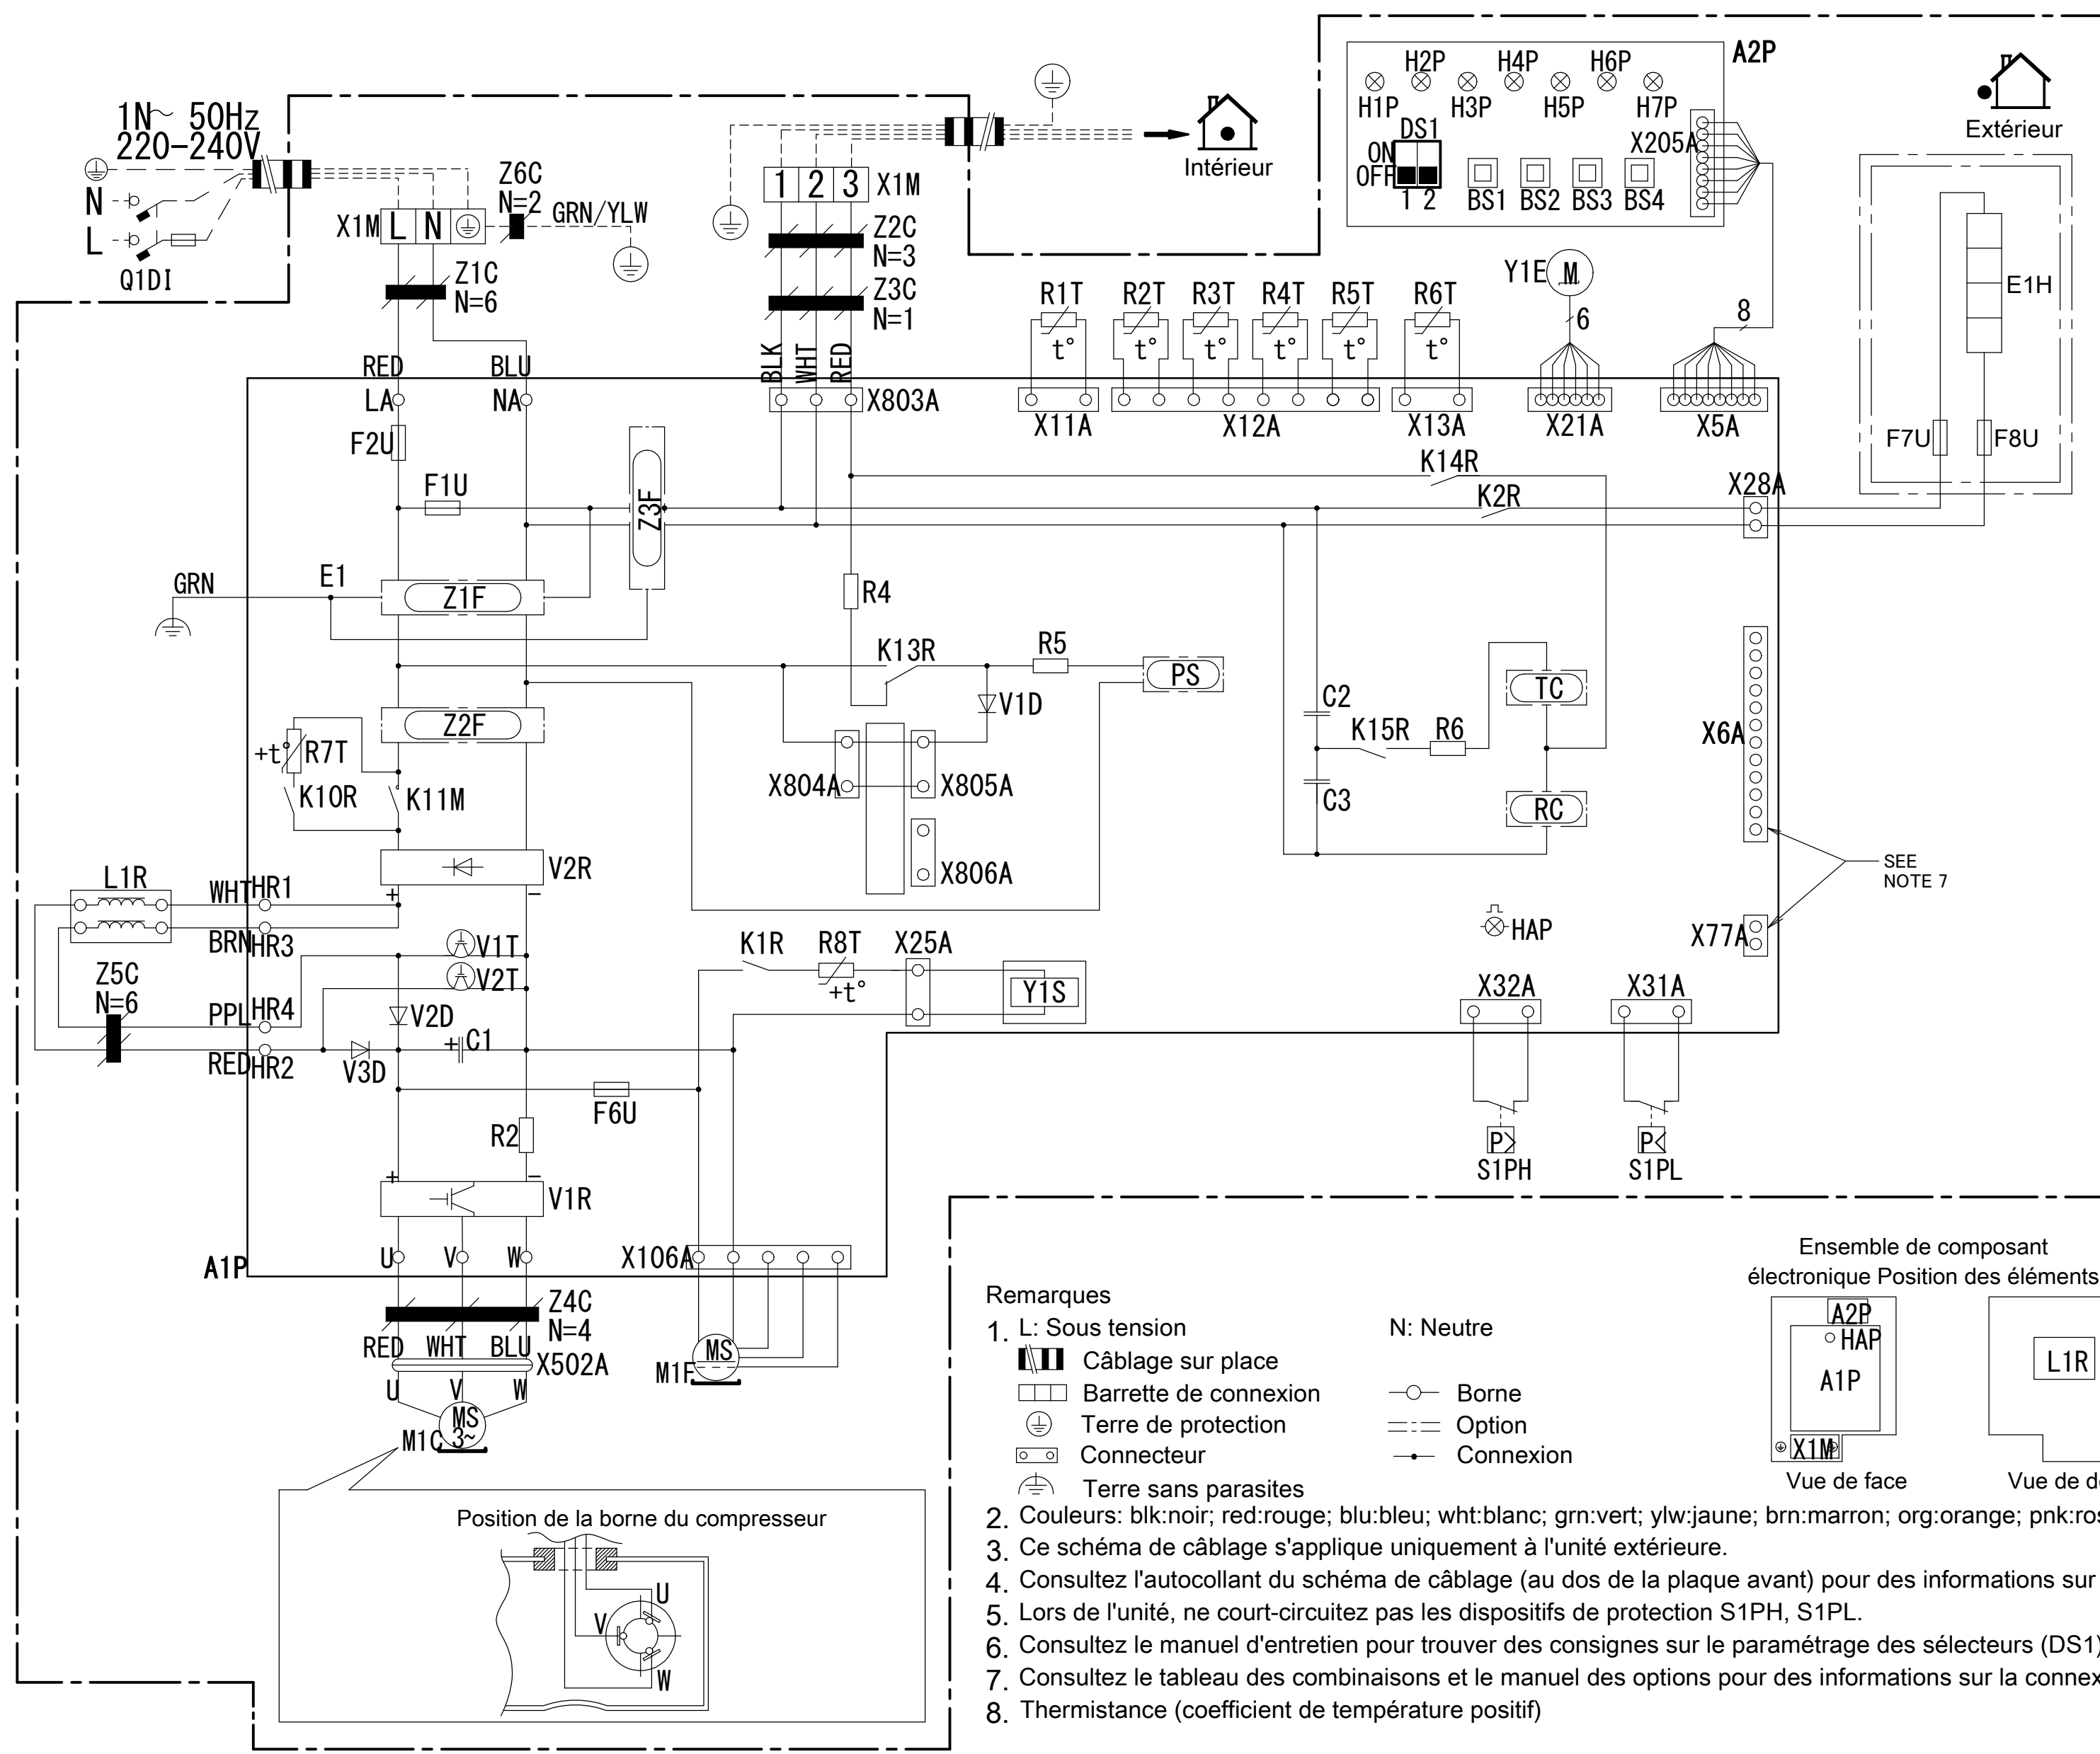 1N~ 50Hz
220-240V
N
L
Q1DI
X1M L N
Z6C
N=2
GRN/YLW
Z1C
N=6
RED
BLU
1 2 3 X1M
Z2C
N=3
Z3C
N=1
BLK
WHT
RED
Intérieur
A2P
H2P H4P H6P
H1P H3P H5P H7P
DS1
ON
OFF
1 2
BS1 BS2 BS3 BS4
X205A
Extérieur
Y1E M
6
8
E1H
F7U
F8U
R1T R2T R3T R4T R5T R6T
t° t° t° t° t° t°
LA
NA
X803A
X11A
X12A
X13A
X21A
X5A
F2U
F1U
Z3F
K14R
K2R
X28A
GRN
E1
Z1F
R4
K13R
R5
PS
V1D
Z2F
+t° R7T
K10R
K11M
X804A
X805A
X806A
C2
K15R
R6
TC
C3
RC
X6A
SEE
NOTE 7
V2R
+
-
L1R
WHT HR1
BRN HR3
V1T
V2T
K1R
R8T
+t°
X25A
Y1S
HAP
X77A
Z5C
N=6
PPL HR4
V2D
+ C1
RED HR2
V3D
F6U
R2
X32A
X31A
P>
P<
S1PH
S1PL
+
-
V1R
A1P
U V W
X106A
Z4C
N=4
RED WHT BLU
X502A
U V W
MS
3~
M1C
MS
M1F
Position de la borne du compresseur
U
V
W
Ensemble de composant
électronique Position des éléments
A2P
HAP
A1P
X1M
L1R
Vue de face
Vue de d
Remarques
1. L: Sous tension N: Neutre
Câblage sur place
Barrette de connexion Borne
Terre de protection Option
Connecteur Connexion
Terre sans parasites
2. Couleurs: blk:noir; red:rouge; blu:bleu; wht:blanc; grn:vert; ylw:jaune; brn:marron; org:orange; pnk:ros
3. Ce schéma de câblage s'applique uniquement à l'unité extérieure.
4. Consultez l'autocollant du schéma de câblage (au dos de la plaque avant) pour des informations sur
5. Lors de l'unité, ne court-circuitez pas les dispositifs de protection S1PH, S1PL.
6. Consultez le manuel d'entretien pour trouver des consignes sur le paramétrage des sélecteurs (DS1)
7. Consultez le tableau des combinaisons et le manuel des options pour des informations sur la connex
8. Thermistance (coefficient de température positif)